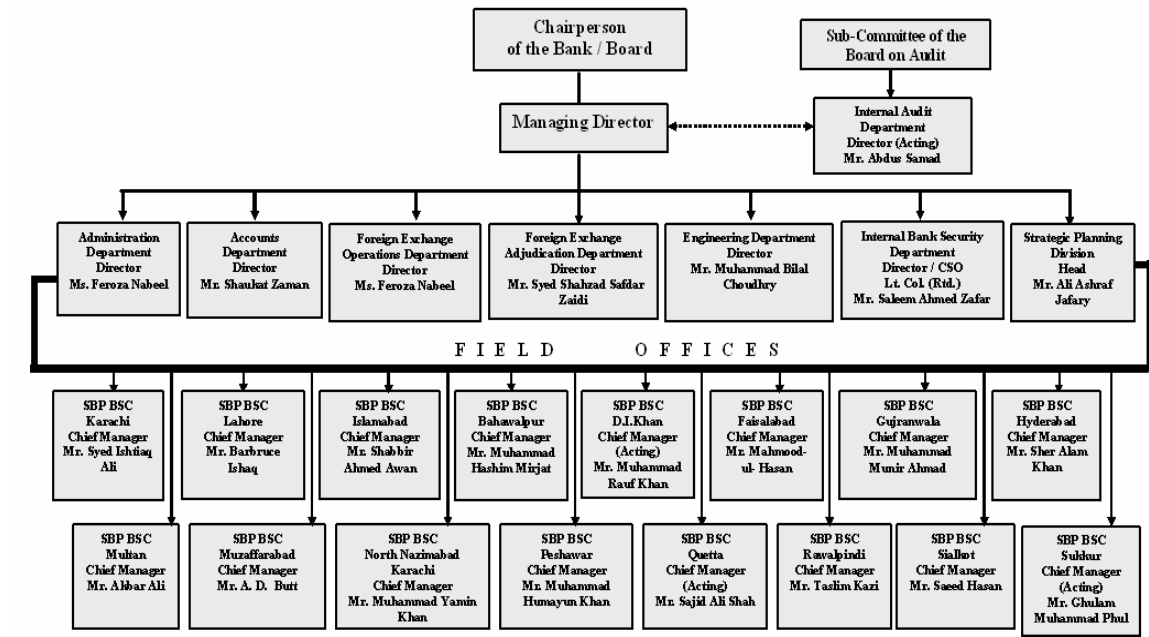 Chairperson
of the Bank / Board
Sub-Committee of the
Board on Audit
Managing Director
Internal Audit
Department
Director (Acting)
Mr. Abdus Samad
Administration
Department
Director
Ms. Feroza Nabeel
Accounts
Department
Director
Mr. Shaukat Zaman
Foreign Exchange
Operations Department
Director
Ms. Feroza Nabeel
Foreign Exchange
Adjudication Department
Director
Mr. Syed Shahzad Safdar
Zaidi
Engineering Department
Director
Mr. Muhammad Bilal
Choudhry
Internal Bank Security
Department
Director / CSO
Lt. Col. (Rtd.)
Mr. Saleem Ahmed Zafar
Strategic Planning
Division
Head
Mr. Ali Ashraf
Jafary
FIELD OFFICES
SBP BSC
Karachi
Chief Manager
Mr. Syed Ishtiaq
Ali
SBP BSC
Lahore
Chief Manager
Mr. Barbruce
Ishaq
SBP BSC
Islamabad
Chief Manager
Mr. Shabbir
Ahmed Awan
SBP BSC
Bahawalpur
Chief Manager
Mr. Muhammad
Hashim Mirjat
SBP BSC
D.I.Khan
Chief Manager
(Acting)
Mr. Muhammad
Rauf Khan
SBP BSC
Faisalabad
Chief Manager
Mr. Mahmood-
ul- Hasan
SBP BSC
Gujranwala
Chief Manager
Mr. Muhammad
Munir Ahmad
SBP BSC
Hyderabad
Chief Manager
Mr. Sher Alam
Khan
SBP BSC
Multan
Chief Manager
Mr. Akbar Ali
SBP BSC
Muzaffarabad
Chief Manager
Mr. A. D. Butt
SBP BSC
North Nazimabad
Karachi
Chief Manager
Mr. Muhammad Yamin
Khan
SBP BSC
Peshawar
Chief Manager
Mr. Muhammad
Humayun Khan
SBP BSC
Quetta
Chief Manager
(Acting)
Mr. Sajid Ali Shah
SBP BSC
Rawalpindi
Chief Manager
Mr. Taslim Kazi
SBP BSC
Sialkot
Chief Manager
Mr. Saeed Hasan
SBP BSC
Sukkur
Chief Manager
(Acting)
Mr. Ghulam
Muhammad Phul